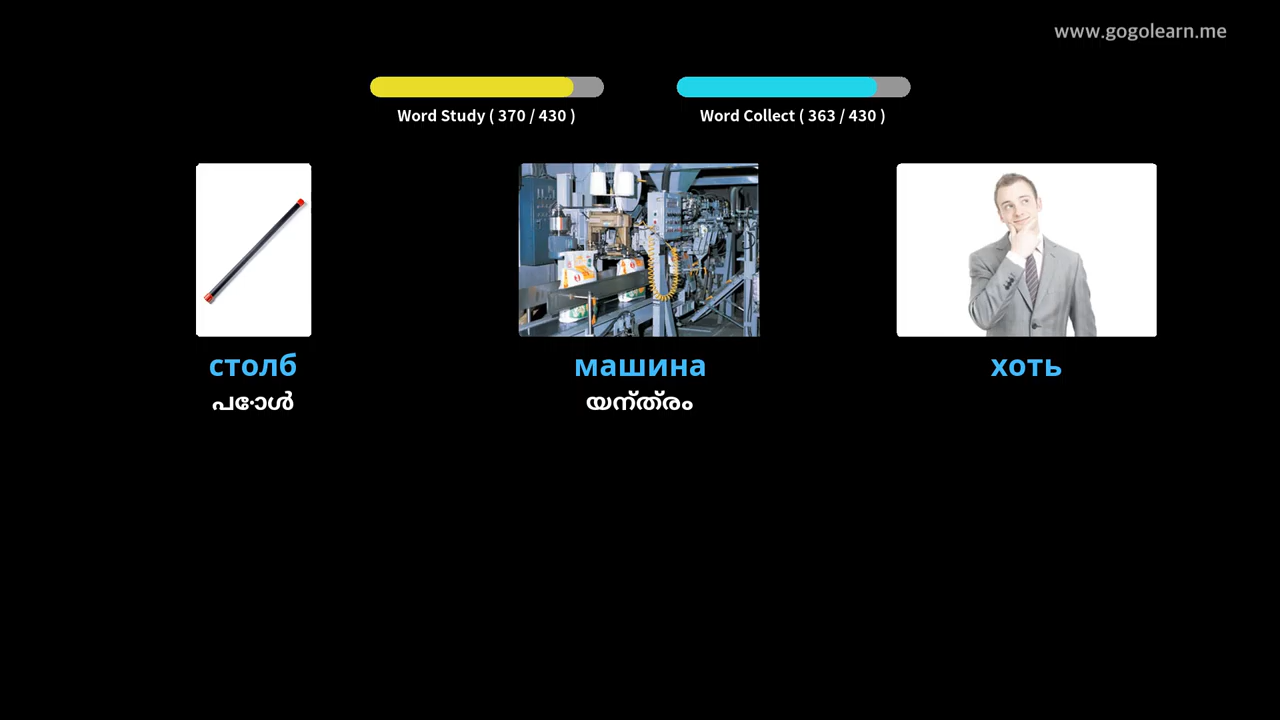 www.gogolearn.me
Word Study ( 370 / 430 )
Word Collect ( 363 / 430 )
столб
машина
хоть
പോൾ
യന്ത്രം